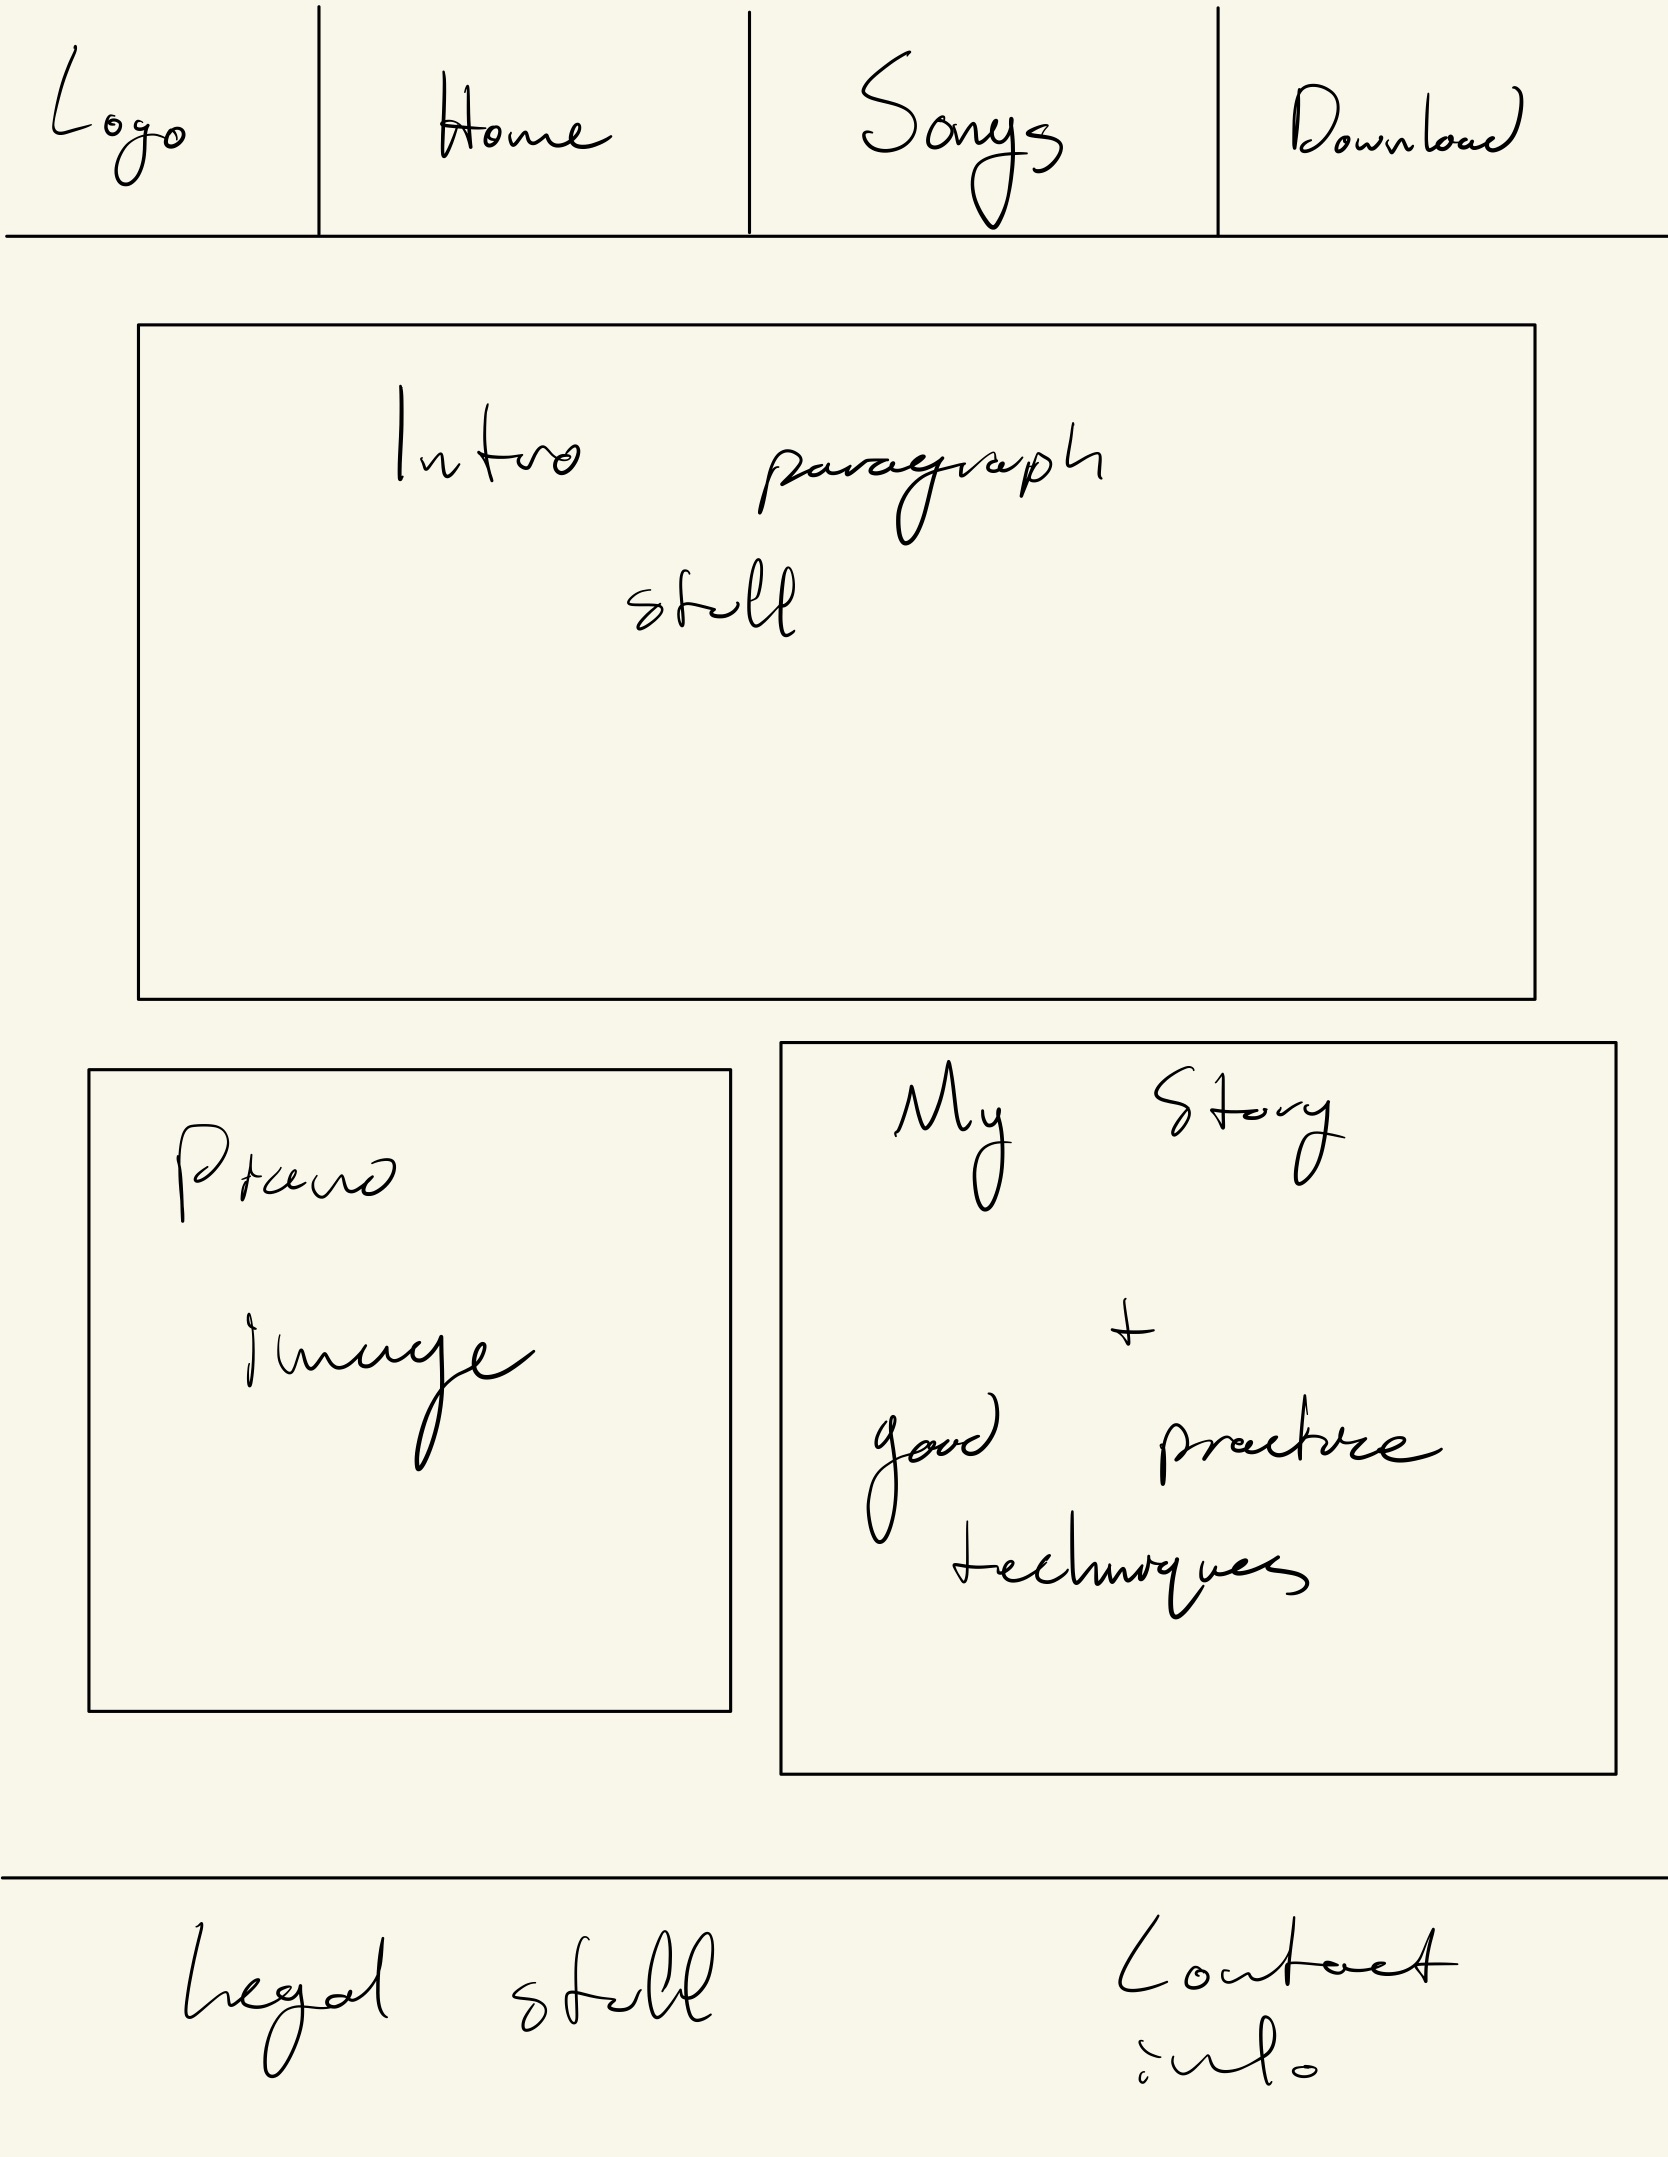 Logo Home Songs Download
Intro paragraph
stuff
Piano
image
My Story
+
good practice
techniques
Legal stuff
Contact
info